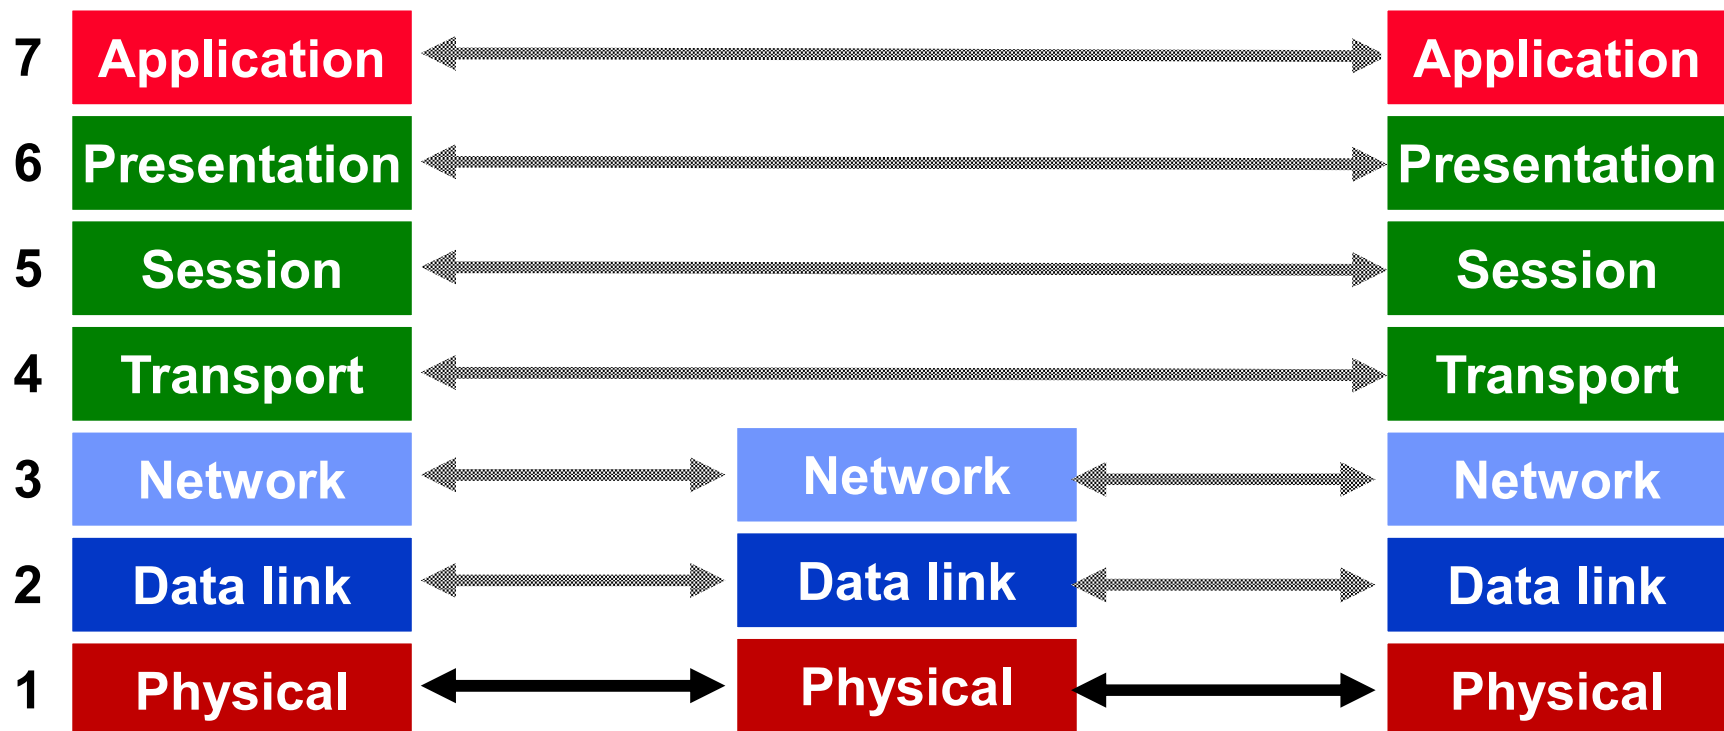 7 Application Application
6 Presentation Presentation
5 Session Session
4 Transport Transport
3 Network Network Network
2 Data link Data link Data link
1 Physical Physical Physical